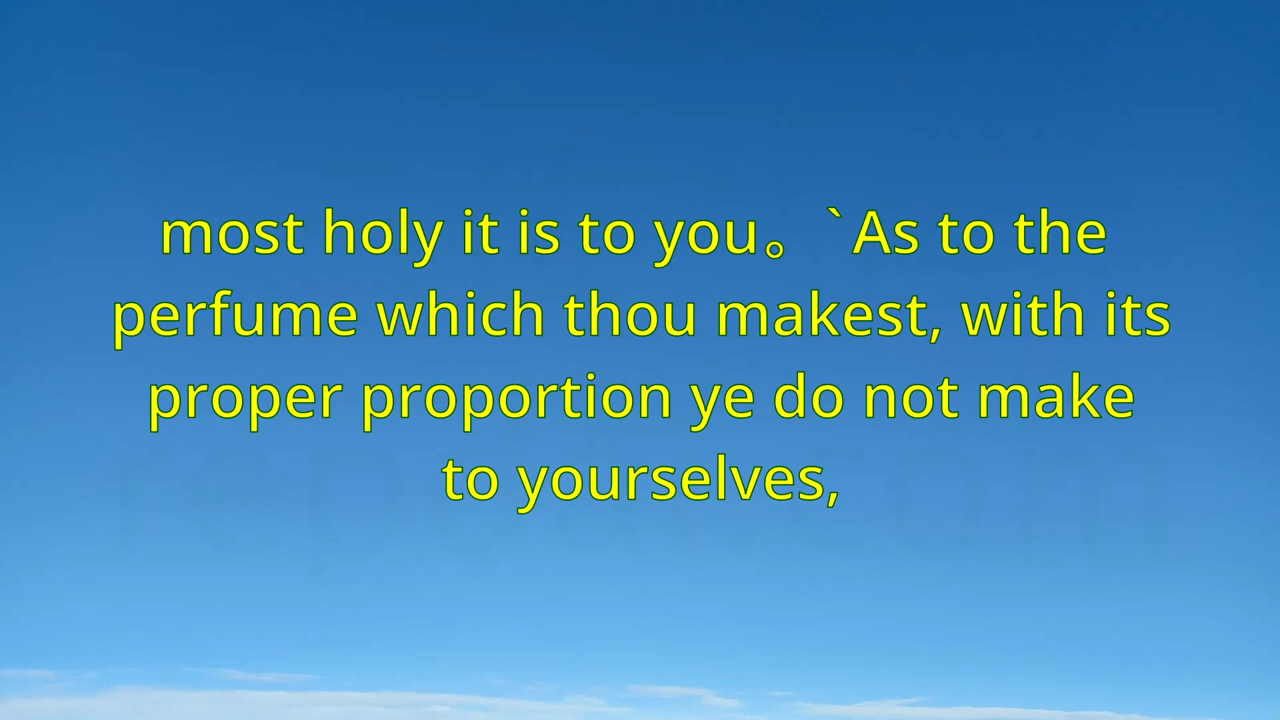 most holy it is to you。 `As to the
perfume which thou makest, with its
proper proportion ye do not make
to yourselves,